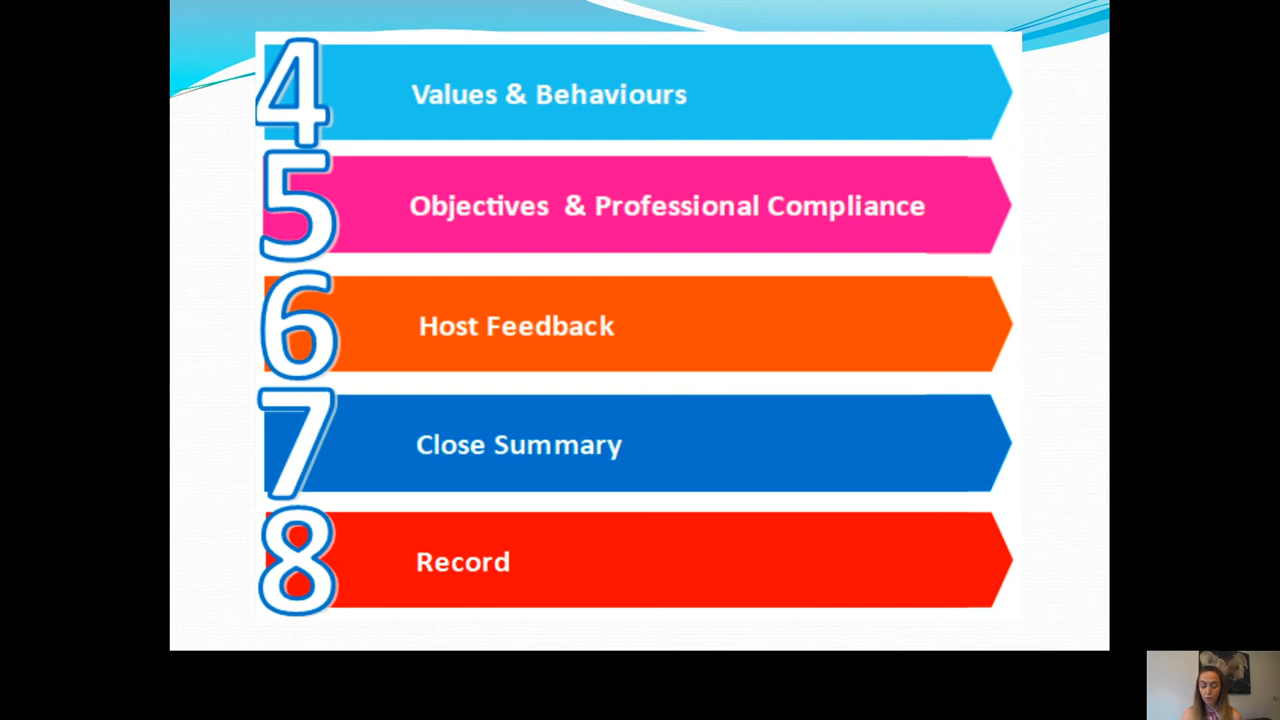 4 Values & Behaviours
5 Objectives & Professional Compliance
6 Host Feedback
7 Close Summary
8 Record